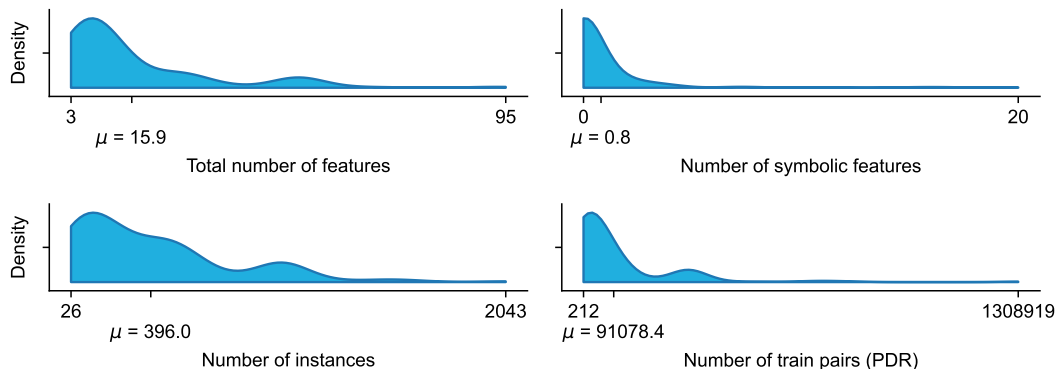 Density
3
95
μ = 15.9
Total number of features
0
20
μ = 0.8
Number of symbolic features
Density
26
2043
μ = 396.0
Number of instances
212
1308919
μ = 91078.4
Number of train pairs (PDR)